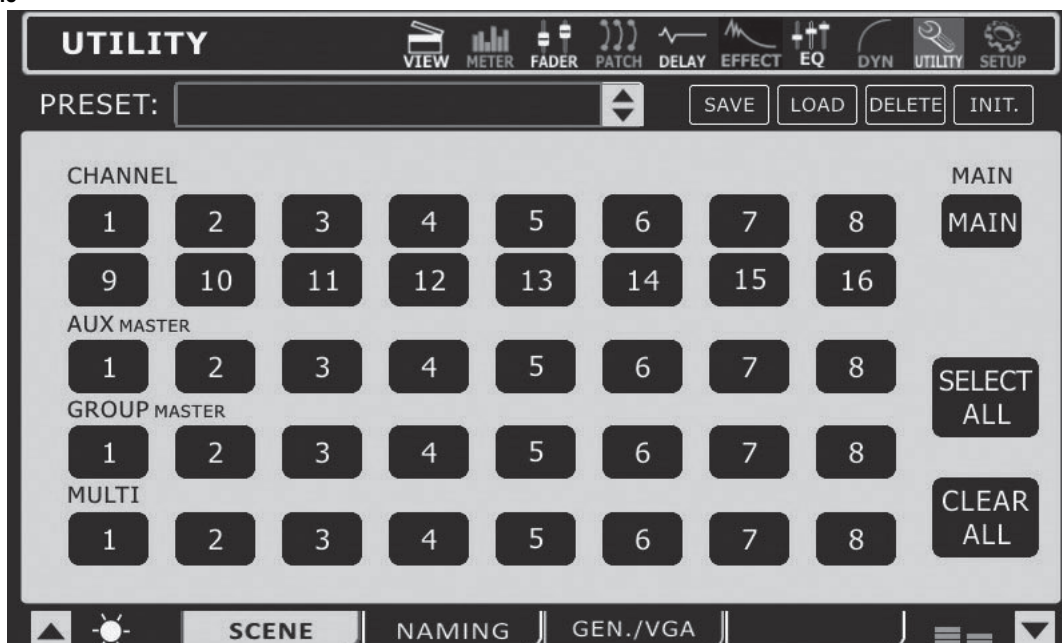 UTILITY VIEW METER FADER PATCH DELAY EFFECT EQ DYN UTILITY SETUP
PRESET: SAVE LOAD DELETE INIT.
CHANNEL MAIN
1 2 3 4 5 6 7 8 MAIN
9 10 11 12 13 14 15 16
AUX MASTER
1 2 3 4 5 6 7 8 SELECT ALL
GROUP MASTER
1 2 3 4 5 6 7 8
MULTI
1 2 3 4 5 6 7 8 CLEAR ALL
SCENE NAMING GEN./VGA